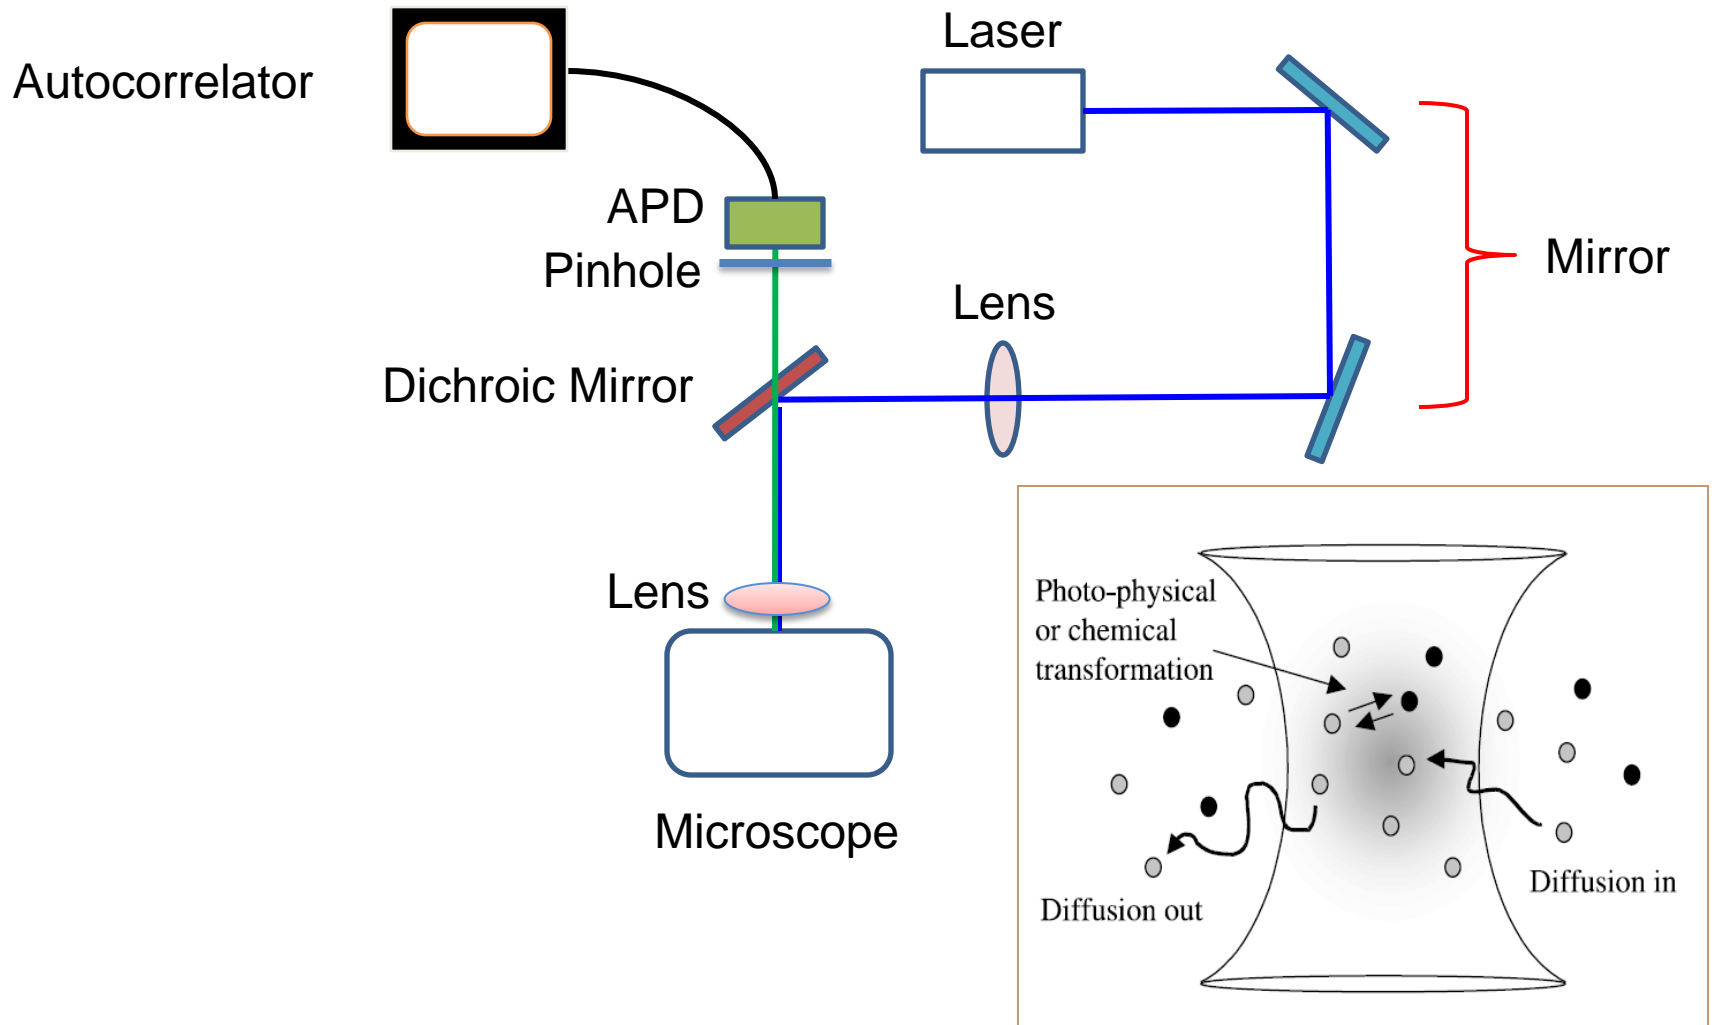 Laser
Autocorrelator
APD
Pinhole
Mirror
Lens
Dichroic Mirror
Lens
Microscope
Photo-physical
or chemical
transformation
Diffusion in
Diffusion out